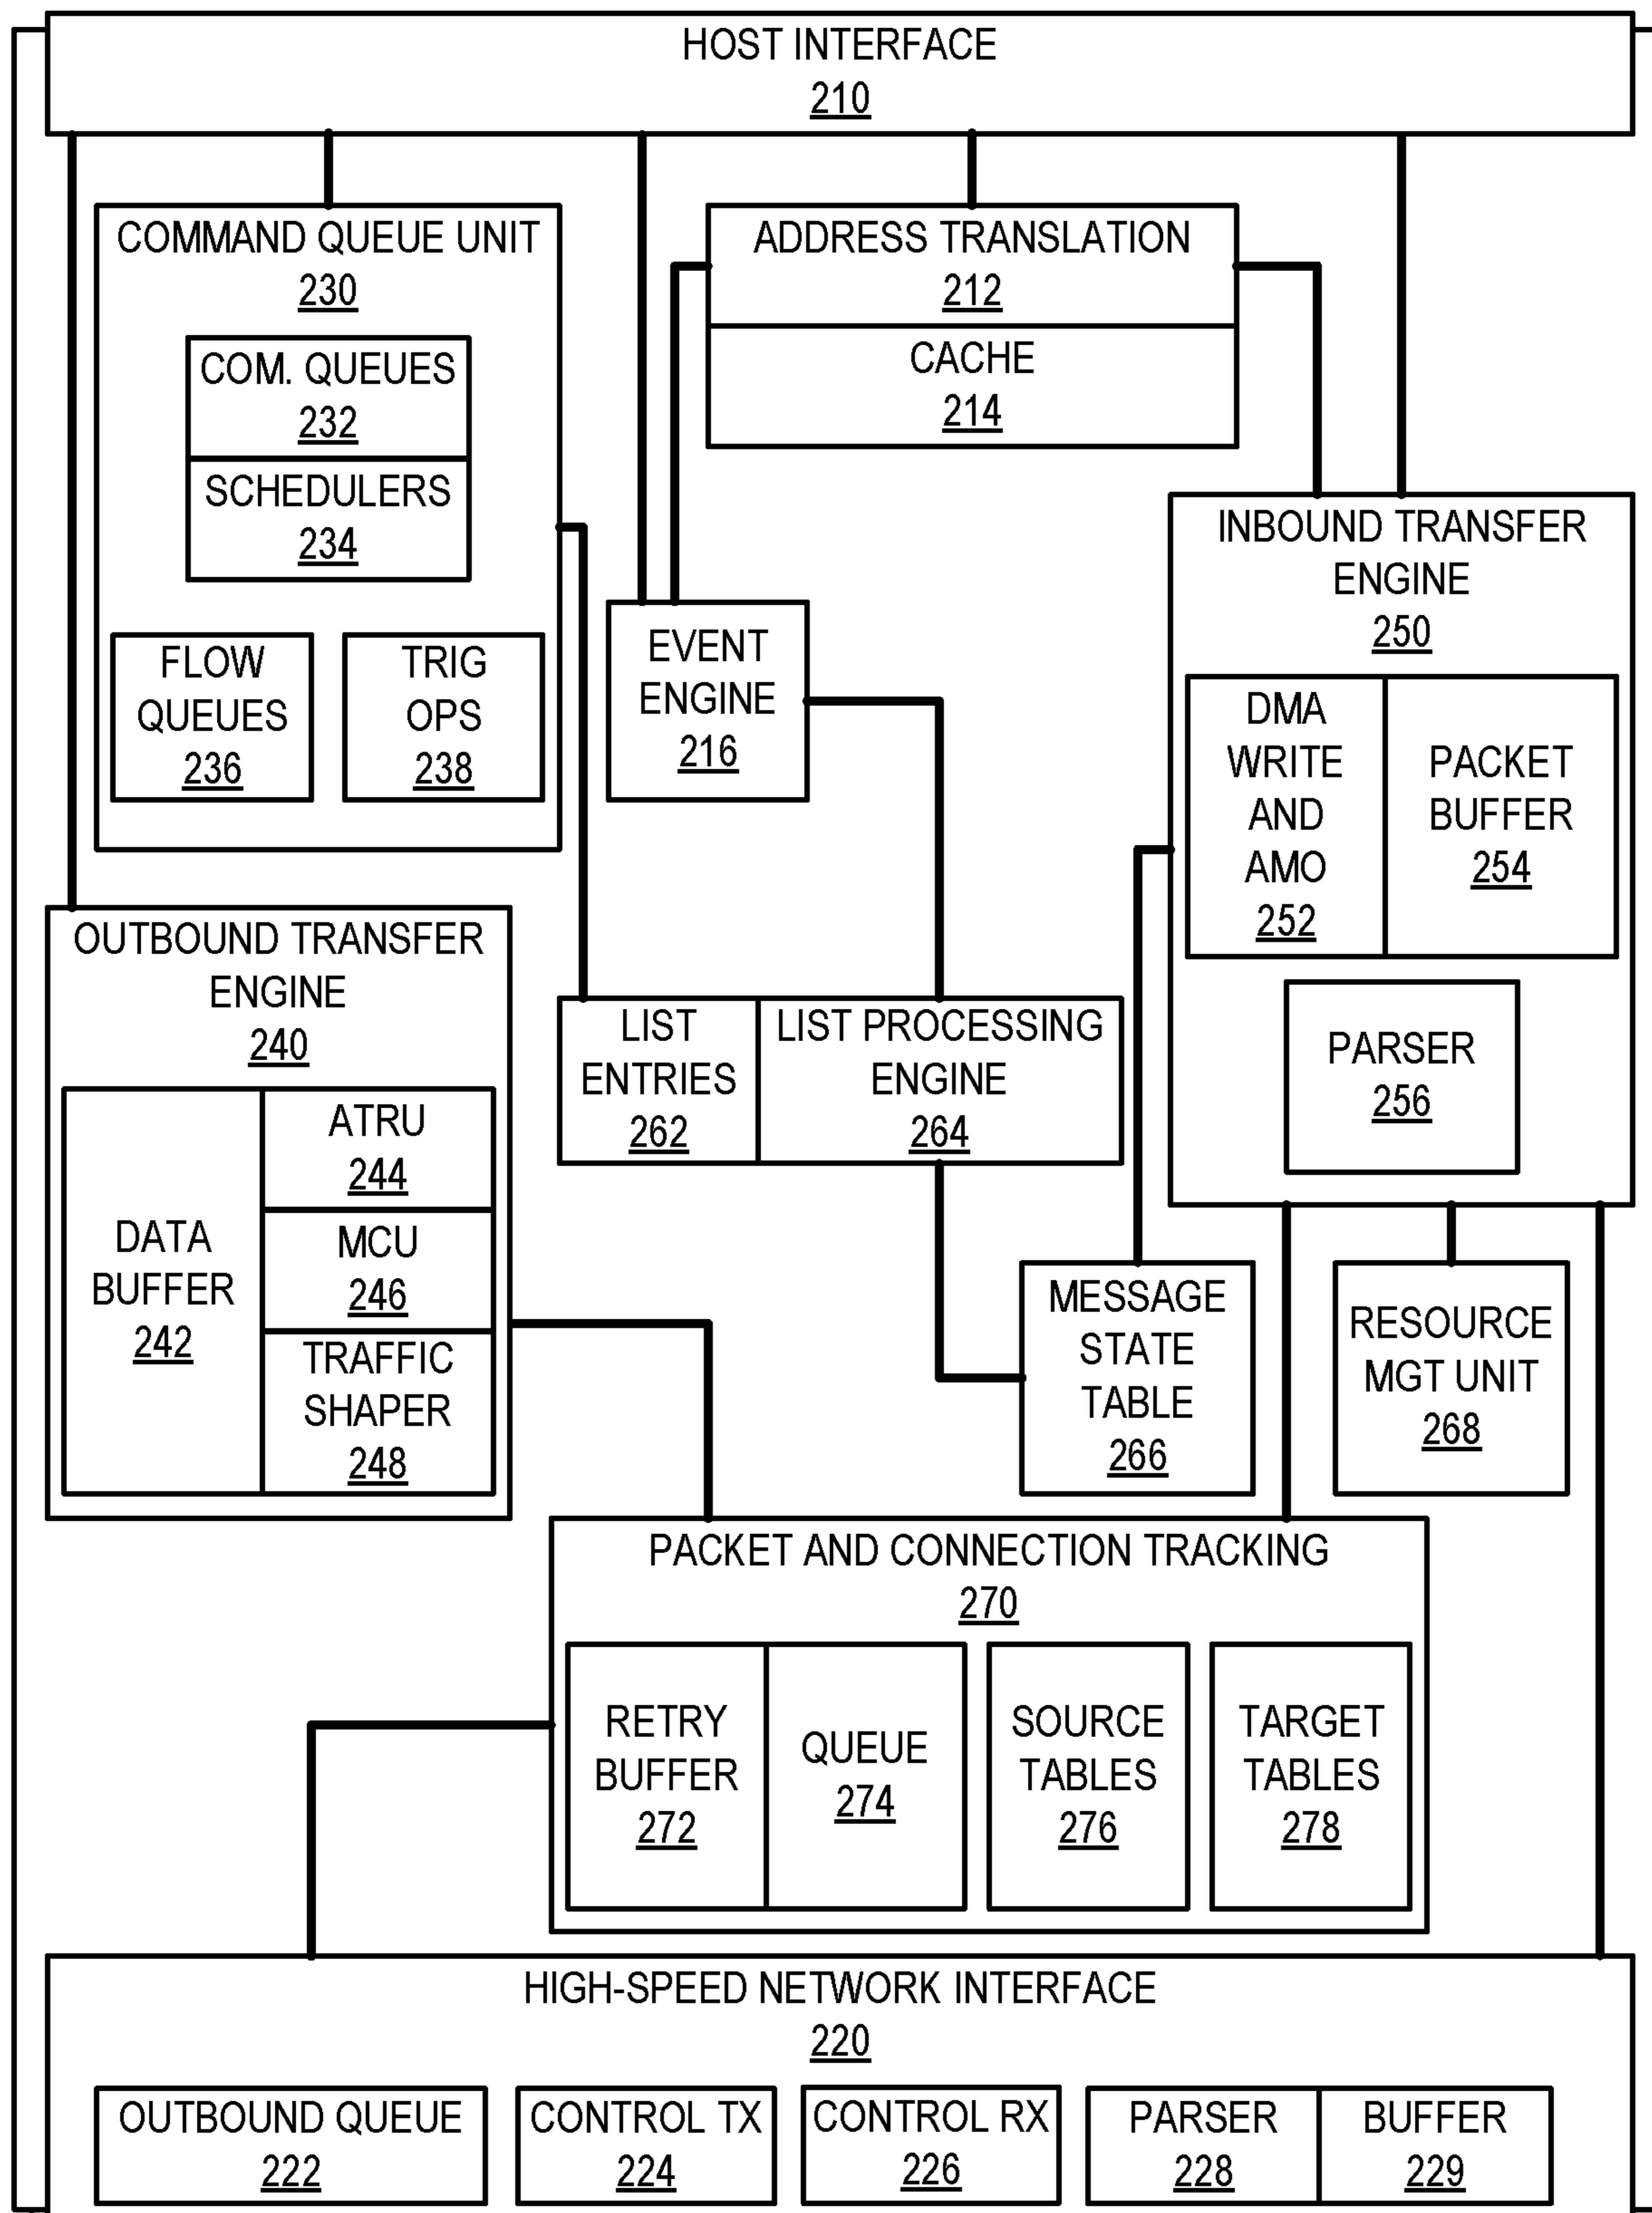 HOST INTERFACE
210
COMMAND QUEUE UNIT
230
COM. QUEUES
232
SCHEDULERS
234
FLOW
QUEUES
236
TRIG
OPS
238
ADDRESS TRANSLATION
212
CACHE
214
EVENT
ENGINE
216
INBOUND TRANSFER
ENGINE
250
DMA
WRITE
AND
AMO
252
PACKET
BUFFER
254
PARSER
256
OUTBOUND TRANSFER
ENGINE
240
DATA
BUFFER
242
ATRU
244
MCU
246
TRAFFIC
SHAPER
248
LIST
ENTRIES
262
LIST PROCESSING
ENGINE
264
MESSAGE
STATE
TABLE
266
RESOURCE
MGT UNIT
268
PACKET AND CONNECTION TRACKING
270
RETRY
BUFFER
272
QUEUE
274
SOURCE
TABLES
276
TARGET
TABLES
278
HIGH-SPEED NETWORK INTERFACE
220
OUTBOUND QUEUE
222
CONTROL TX
224
CONTROL RX
226
PARSER
228
BUFFER
229